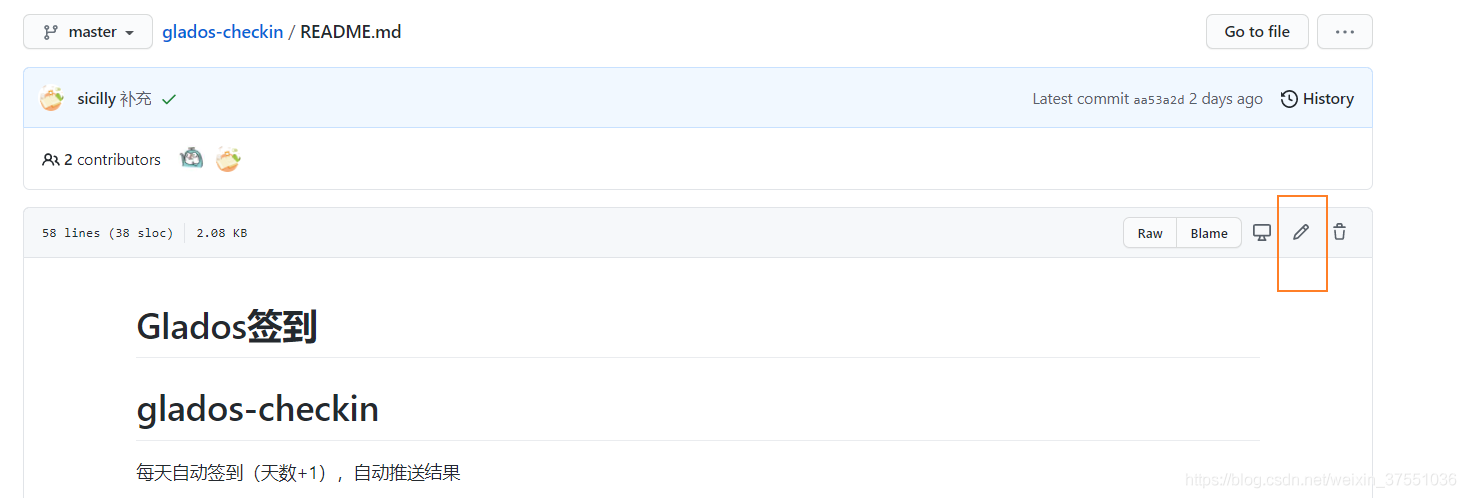 master glados-checkin / README.md Go to file ...
sicilly 补充 Latest commit aa53a2d 2 days ago History
2 contributors
58 lines (38 sloc) 2.08 KB Raw Blame
Glados签到
glados-checkin
每天自动签到（天数+1），自动推送结果
https://blog.csdn.net/weixin_37551036